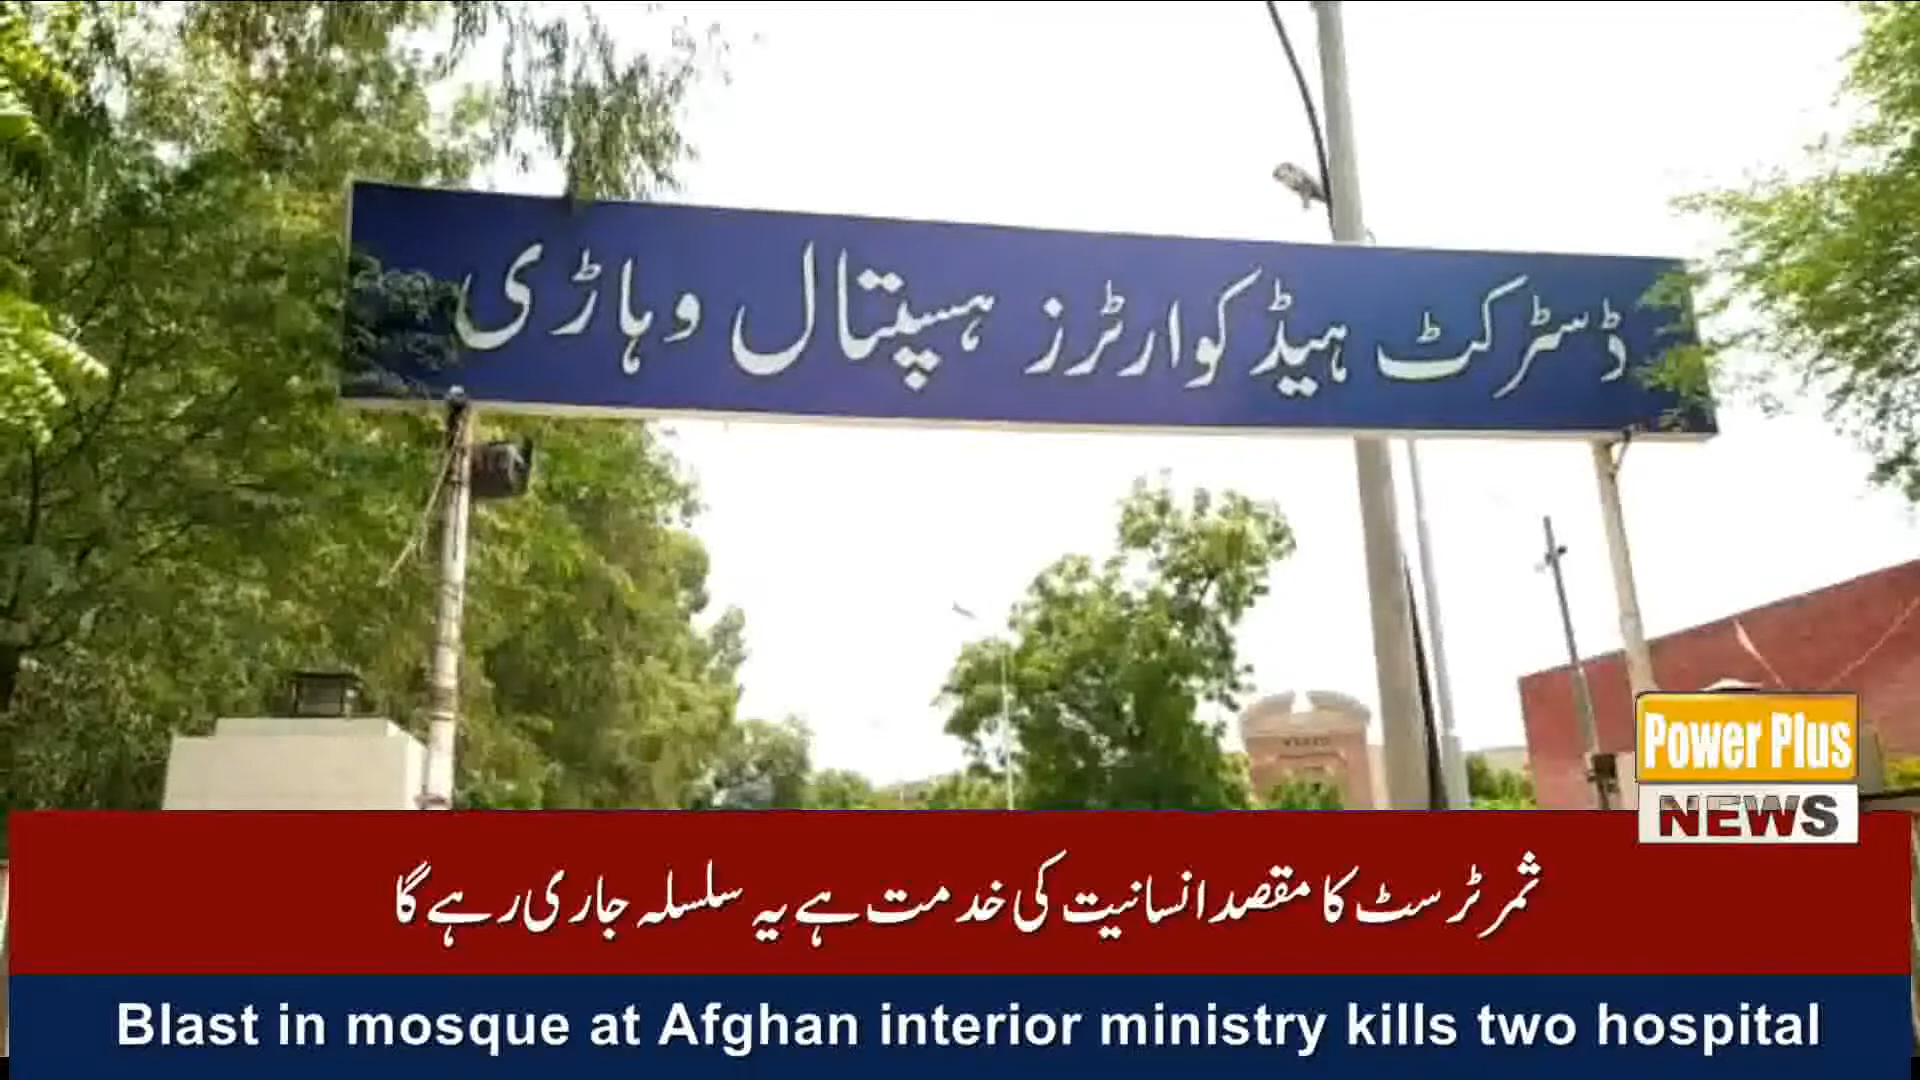 ڈسٹرکٹ ہیڈکوارٹرز ہسپتال وہاڑی
Power Plus
NEWS
ثمر ٹرسٹ کا مقصد انسانیت کی خدمت ہے یہ سلسلہ جاری رہے گا
Blast in mosque at Afghan interior ministry kills two hospital